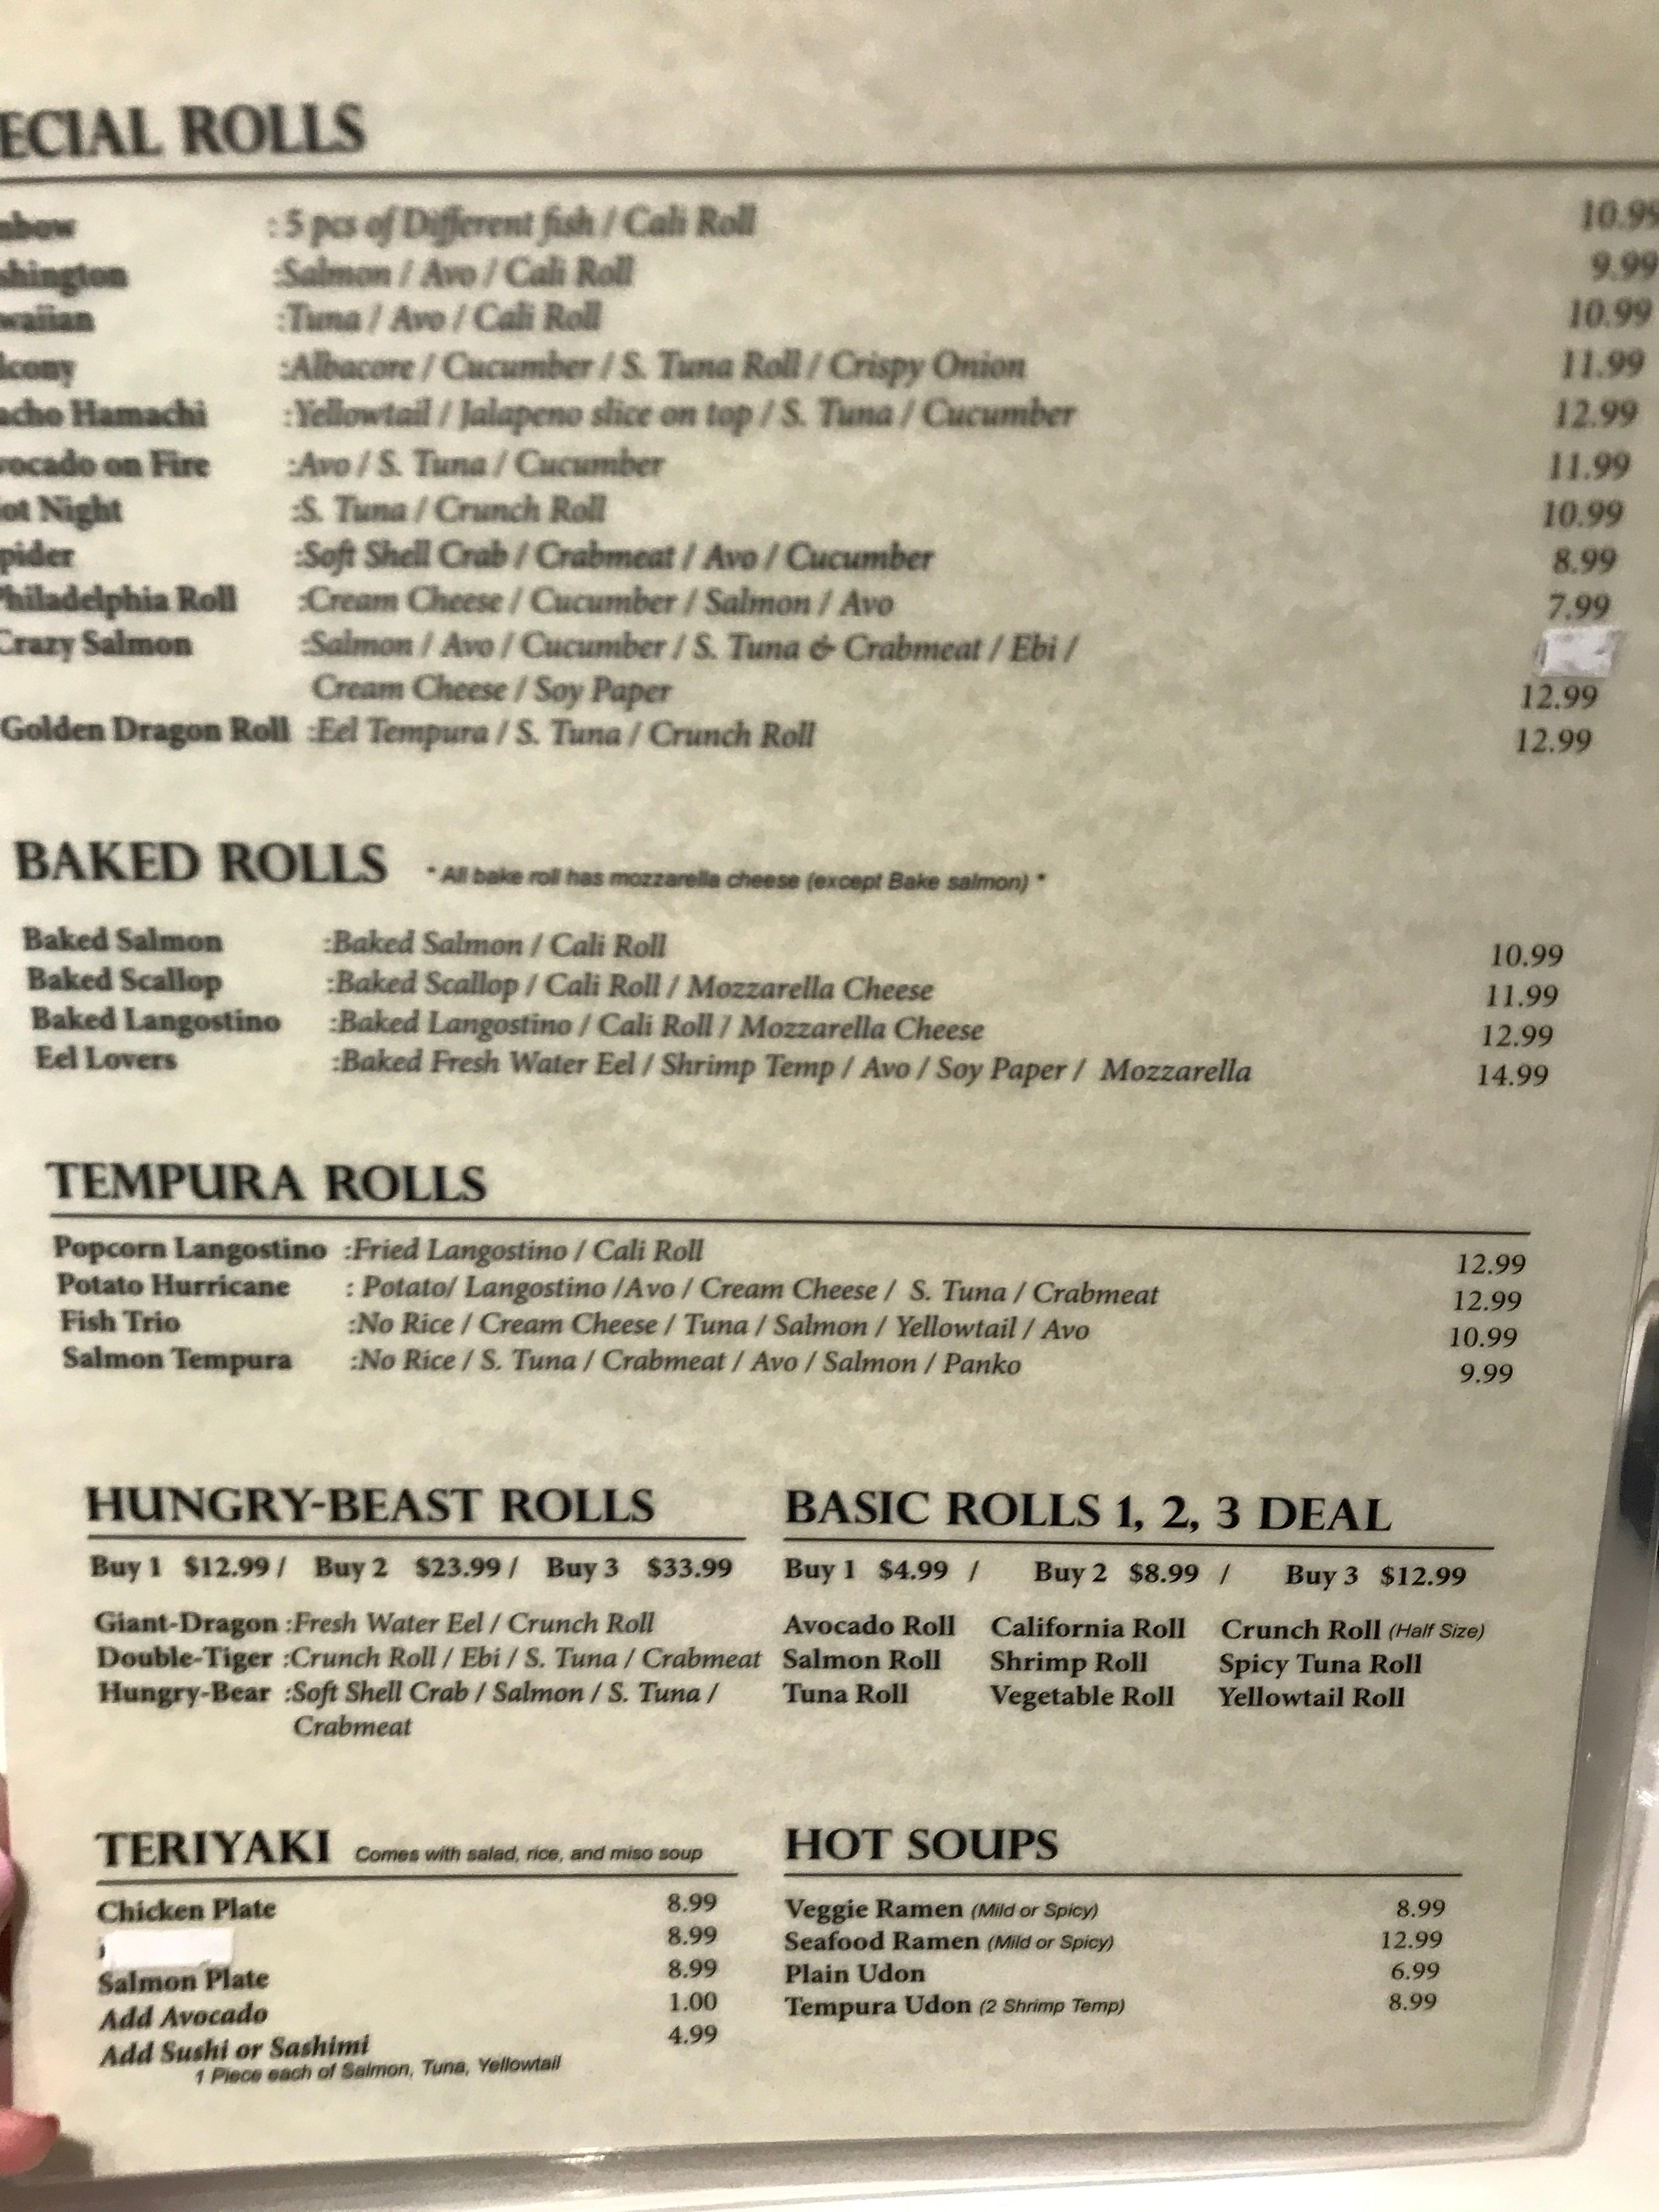 ECIAL ROLLS
nbow : 5 pcs of Different fish / Cali Roll 10.99
shington :Salmon / Avo / Cali Roll 9.99
waiian :Tuna / Avo / Cali Roll 10.99
lcony :Albacore / Cucumber / S. Tuna Roll / Crispy Onion 11.99
acho Hamachi :Yellowtail / Jalapeno slice on top / S. Tuna / Cucumber 12.99
vocado on Fire :Avo / S. Tuna / Cucumber 11.99
ot Night :S. Tuna / Crunch Roll 10.99
pider :Soft Shell Crab / Crabmeat / Avo / Cucumber 8.99
Philadelphia Roll :Cream Cheese / Cucumber / Salmon / Avo 7.99
Crazy Salmon :Salmon / Avo / Cucumber / S. Tuna & Crabmeat / Ebi /
Cream Cheese / Soy Paper 12.99
Golden Dragon Roll :Eel Tempura / S. Tuna / Crunch Roll 12.99
BAKED ROLLS * All bake roll has mozzarella cheese (except Bake salmon) *
Baked Salmon :Baked Salmon / Cali Roll 10.99
Baked Scallop :Baked Scallop / Cali Roll / Mozzarella Cheese 11.99
Baked Langostino :Baked Langostino / Cali Roll / Mozzarella Cheese 12.99
Eel Lovers :Baked Fresh Water Eel / Shrimp Temp / Avo / Soy Paper / Mozzarella 14.99
TEMPURA ROLLS
Popcorn Langostino :Fried Langostino / Cali Roll 12.99
Potato Hurricane : Potato/ Langostino /Avo / Cream Cheese / S. Tuna / Crabmeat 12.99
Fish Trio :No Rice / Cream Cheese / Tuna / Salmon / Yellowtail / Avo 10.99
Salmon Tempura :No Rice / S. Tuna / Crabmeat / Avo / Salmon / Panko 9.99
HUNGRY-BEAST ROLLS
Buy 1 $12.99 / Buy 2 $23.99 / Buy 3 $33.99
Giant-Dragon :Fresh Water Eel / Crunch Roll
Double-Tiger :Crunch Roll / Ebi / S. Tuna / Crabmeat
Hungry-Bear :Soft Shell Crab / Salmon / S. Tuna /
Crabmeat
BASIC ROLLS 1, 2, 3 DEAL
Buy 1 $4.99 / Buy 2 $8.99 / Buy 3 $12.99
Avocado Roll California Roll Crunch Roll (Half Size)
Salmon Roll Shrimp Roll Spicy Tuna Roll
Tuna Roll Vegetable Roll Yellowtail Roll
TERIYAKI Comes with salad, rice, and miso soup
Chicken Plate 8.99
8.99
Salmon Plate 8.99
Add Avocado 1.00
Add Sushi or Sashimi 4.99
1 Piece each of Salmon, Tuna, Yellowtail
HOT SOUPS
Veggie Ramen (Mild or Spicy) 8.99
Seafood Ramen (Mild or Spicy) 12.99
Plain Udon 6.99
Tempura Udon (2 Shrimp Temp) 8.99